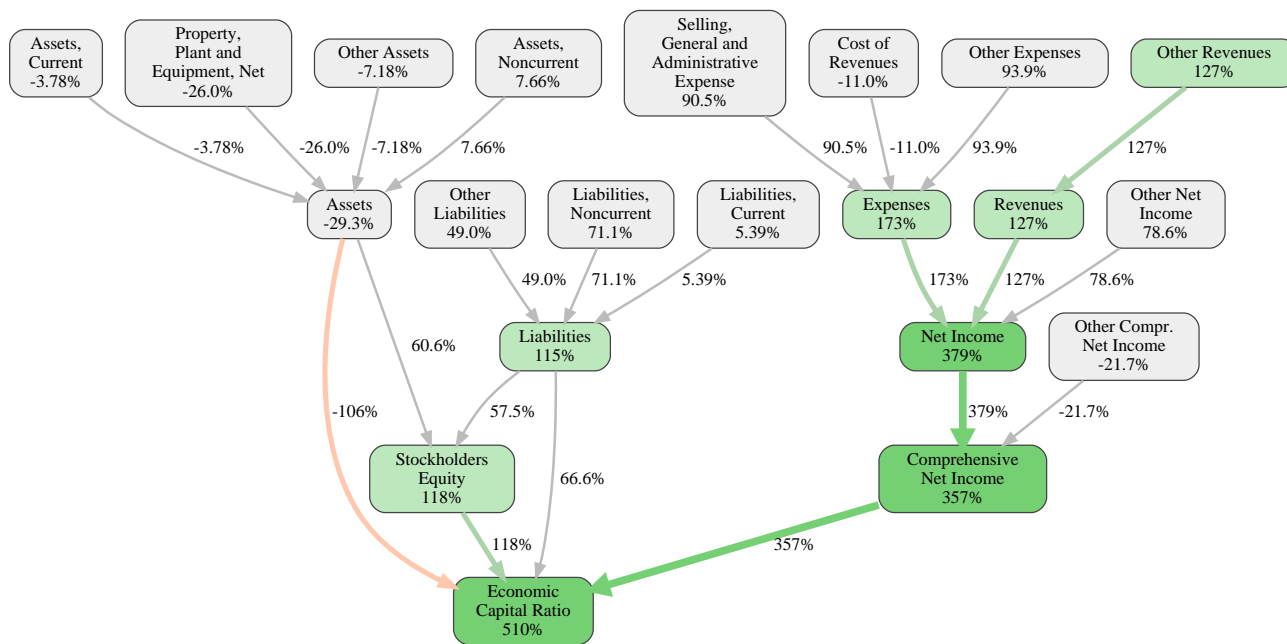 Assets,
Current
-3.78%
Property,
Plant and
Equipment, Net
-26.0%
Other Assets
-7.18%
Assets,
Noncurrent
7.66%
Selling,
General and
Administrative
Expense
90.5%
Cost of
Revenues
-11.0%
Other Expenses
93.9%
Other Revenues
127%
-3.78%
-26.0%
-7.18%
7.66%
90.5%
-11.0%
93.9%
127%
Assets
-29.3%
Other
Liabilities
49.0%
Liabilities,
Noncurrent
71.1%
Liabilities,
Current
5.39%
Expenses
173%
Revenues
127%
Other Net
Income
78.6%
49.0%
71.1%
5.39%
173%
127%
78.6%
60.6%
Liabilities
115%
Net Income
379%
Other Compr.
Net Income
-21.7%
-106%
57.5%
379%
-21.7%
Stockholders
Equity
118%
66.6%
Comprehensive
Net Income
357%
118%
357%
Economic
Capital Ratio
510%